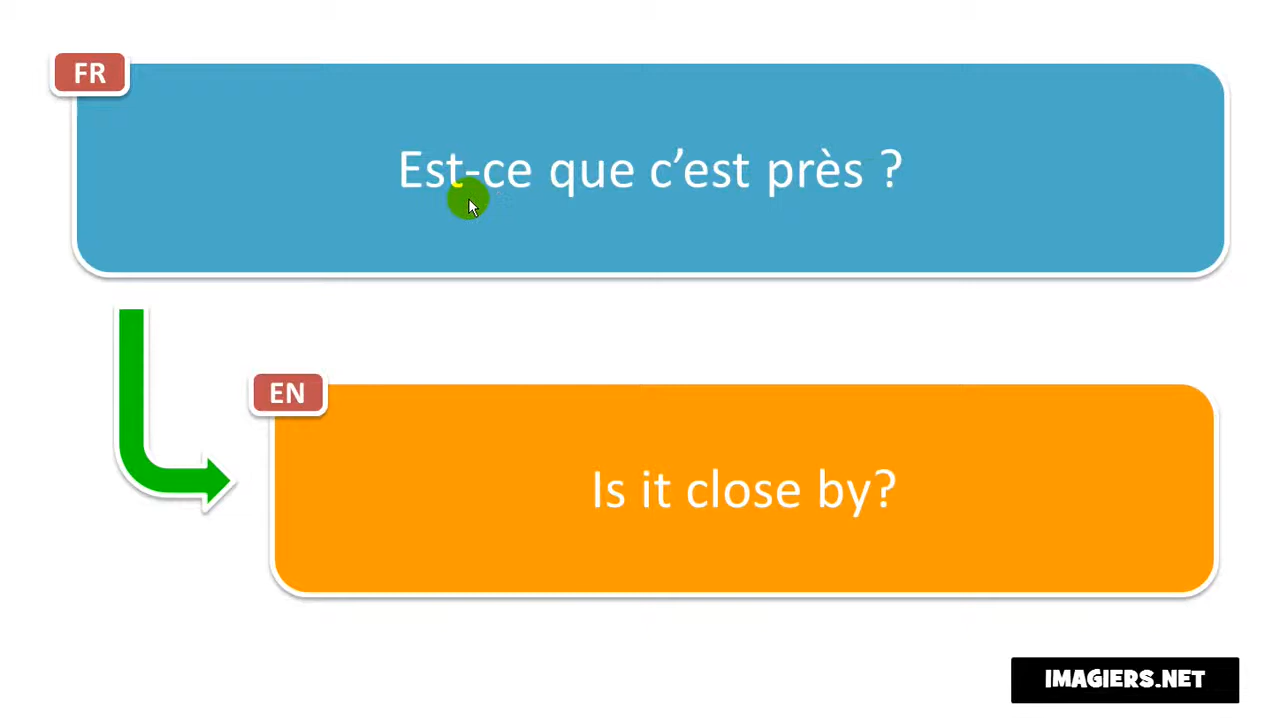 FR
Est-ce que c’est près ?
EN
Is it close by?
IMAGIERS.NET